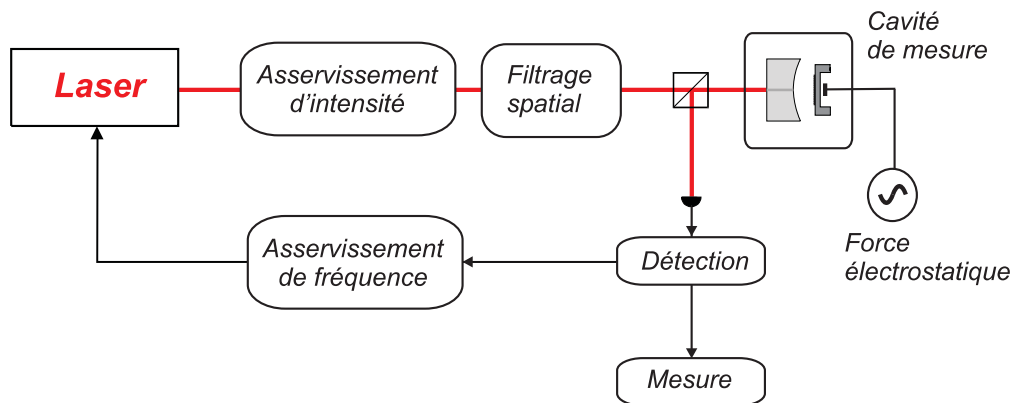 Laser
Asservissement
d'intensité
Filtrage
spatial
Cavité
de mesure
Asservissement
de fréquence
Détection
Force
électrostatique
Mesure